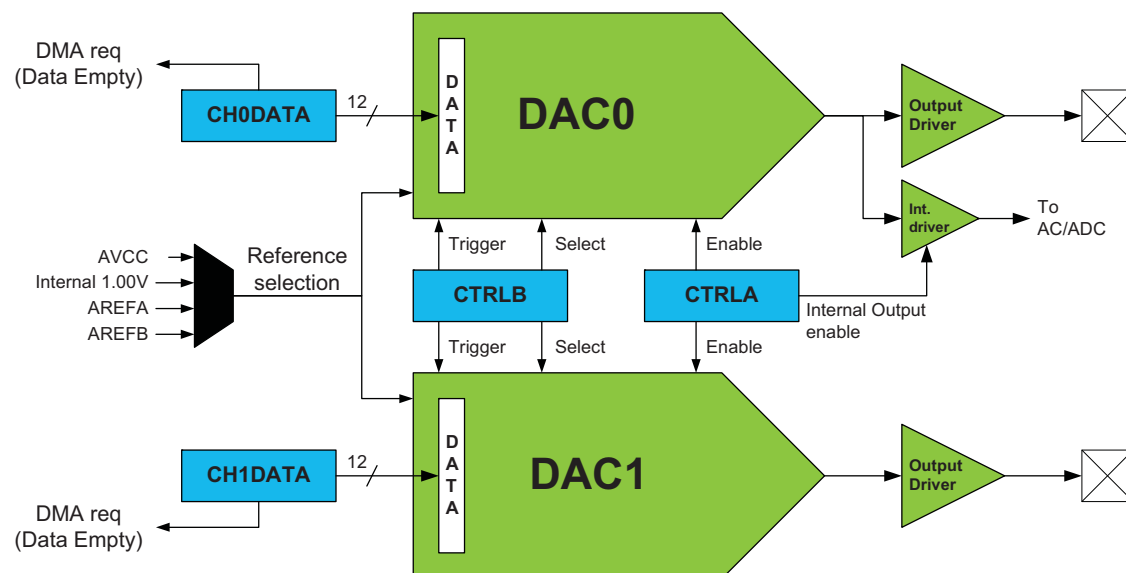 DMA req
(Data Empty)
CH0DATA
12
D
A
T
A
DAC0
Output
Driver
Int.
driver
To
AC/ADC
AVCC
Internal 1.00V
AREFA
AREFB
Reference
selection
Trigger
Select
Enable
CTRLB
CTRLA
Internal Output
enable
Trigger
Select
Enable
CH1DATA
12
D
A
T
A
DAC1
Output
Driver
DMA req
(Data Empty)